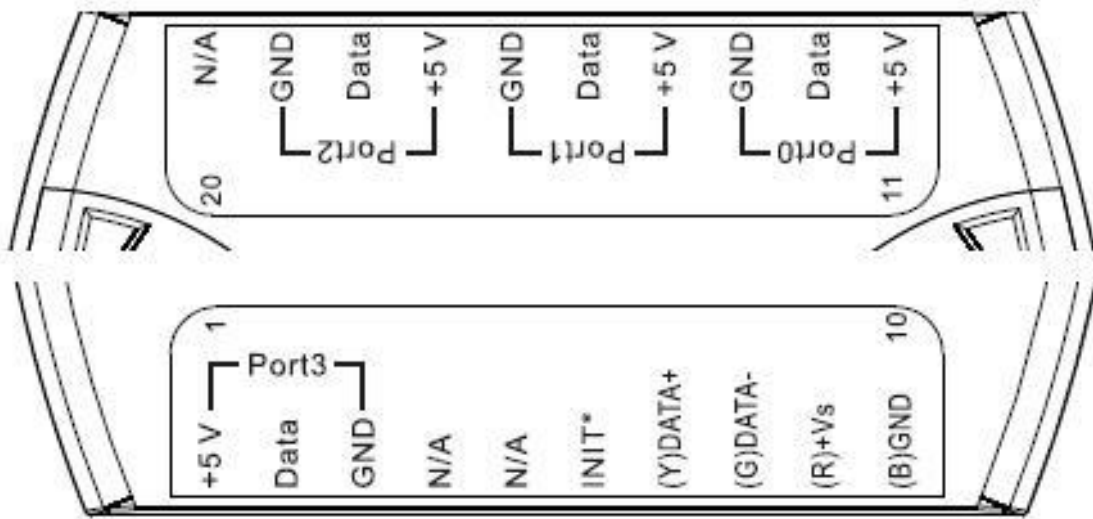 N/A GND Data +5 V GND Data +5 V GND Data +5 V
Port2 Port1 Port0
20 11
1 10
Port3
+5 V Data GND N/A N/A INIT* (Y)DATA+ (G)DATA- (R)+Vs (B)GND